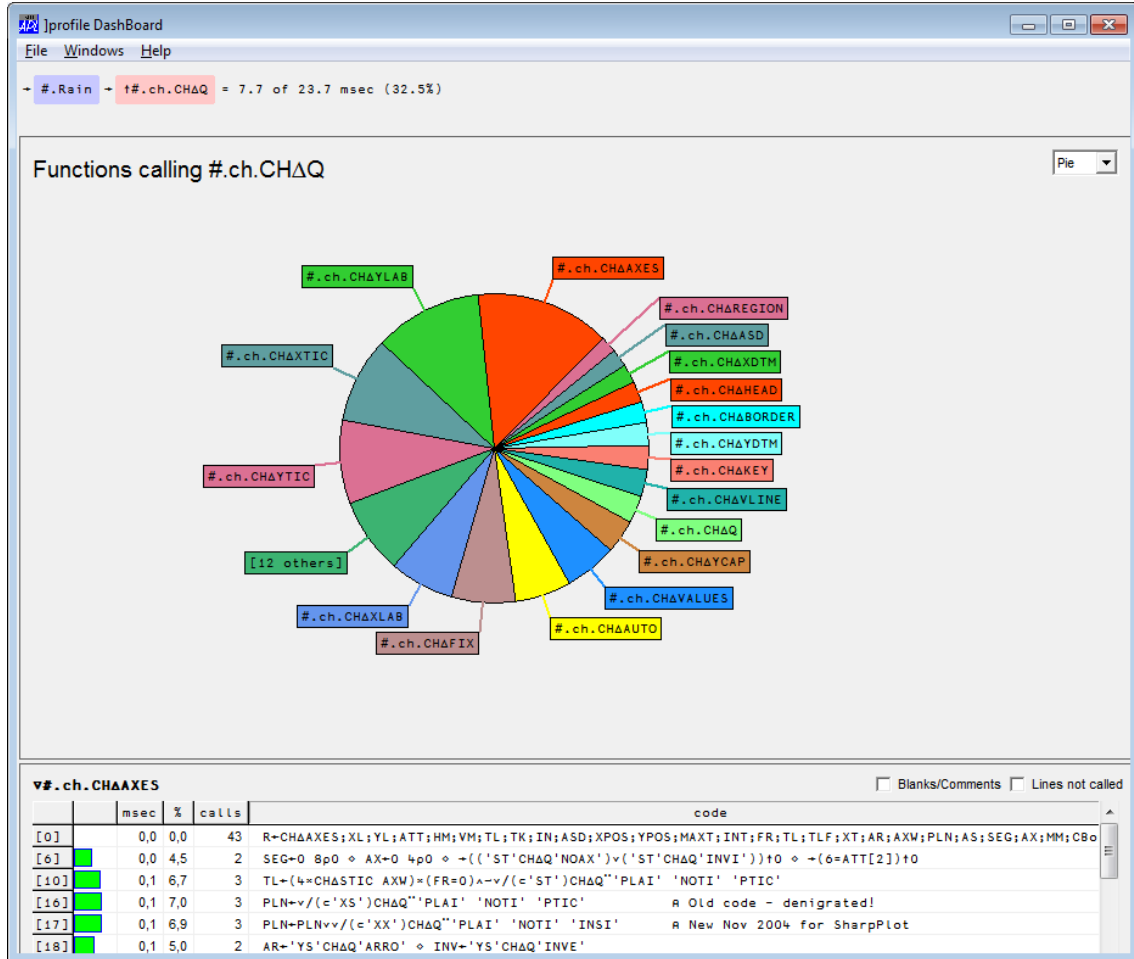 ]profile DashBoard
File Windows Help
→ #.Rain → ↑#.ch.CH∆Q = 7.7 of 23.7 msec (32.5%)
Functions calling #.ch.CH∆Q
Pie
#.ch.CH∆YLAB
#.ch.CH∆AXES
#.ch.CH∆REGION
#.ch.CH∆ASD
#.ch.CH∆XTIC
#.ch.CH∆XDTM
#.ch.CH∆HEAD
#.ch.CH∆BORDER
#.ch.CH∆YDTM
#.ch.CH∆YTIC
#.ch.CH∆KEY
#.ch.CH∆VLINE
#.ch.CH∆Q
[12 others]
#.ch.CH∆YCAP
#.ch.CH∆XLAB
#.ch.CH∆VALUES
#.ch.CH∆FIX
#.ch.CH∆AUTO
∇#.ch.CH∆AXES
Blanks/Comments Lines not called
msec % calls code
[0] 0,0 0,0 43 R←CH∆AXES;XL;YL;ATT;HM;VM;TL;TK;IN;ASD;XPOS;YPOS;MAXT;INT;FR;TL;TLF;XT;AR;AXW;PLN;AS;SEG;AX;MM;CBo
[6] 0,0 4,5 2 SEG←0 8⍴0 ⋄ AX←0 4⍴0 ⋄ →(('ST'CH∆Q'NOAX')∨('ST'CH∆Q'INVI'))↑0 ⋄ →(6=ATT[2])↑0
[10] 0,1 6,7 3 TL←(4×CH∆STIC AXW)×(FR=0)∧~∨/(⊂'ST')CH∆Q¨'PLAI' 'NOTI' 'PTIC'
[16] 0,1 7,0 3 PLN←∨/(⊂'XS')CH∆Q¨'PLAI' 'NOTI' 'PTIC' ⍝ Old code - denigrated!
[17] 0,1 6,9 3 PLN←PLN∨∨/(⊂'XX')CH∆Q¨'PLAI' 'NOTI' 'INSI' ⍝ New Nov 2004 for SharpPlot
[18] 0,1 5,0 2 AR←'YS'CH∆Q'ARRO' ⋄ INV←'YS'CH∆Q'INVE'